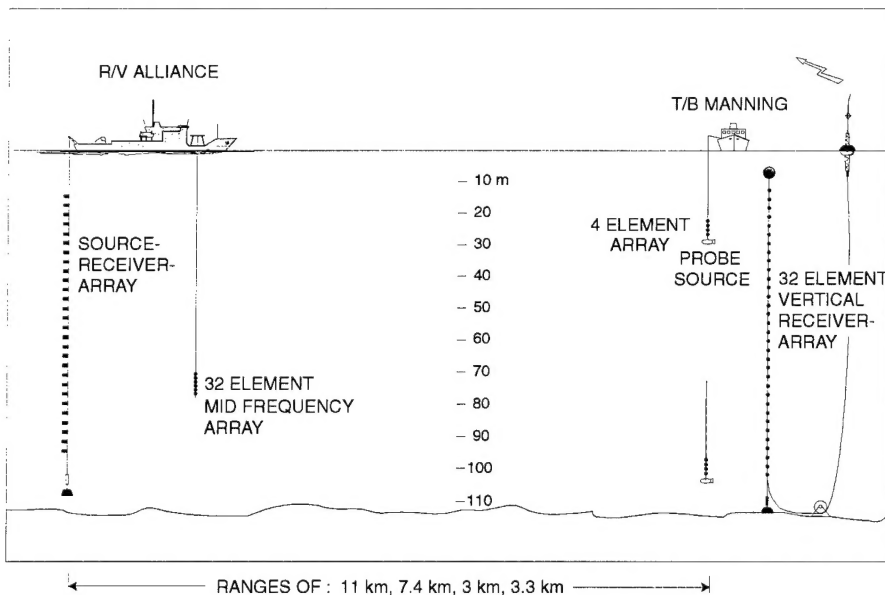 R/V ALLIANCE
T/B MANNING
SOURCE-
RECEIVER-
ARRAY
32 ELEMENT
MID FREQUENCY
ARRAY
– 10 m
– 20
– 30
– 40
– 50
– 60
– 70
– 80
– 90
– 100
– 110
4 ELEMENT
ARRAY
PROBE
SOURCE
32 ELEMENT
VERTICAL
RECEIVER-
ARRAY
RANGES OF : 11 km, 7.4 km, 3 km, 3.3 km